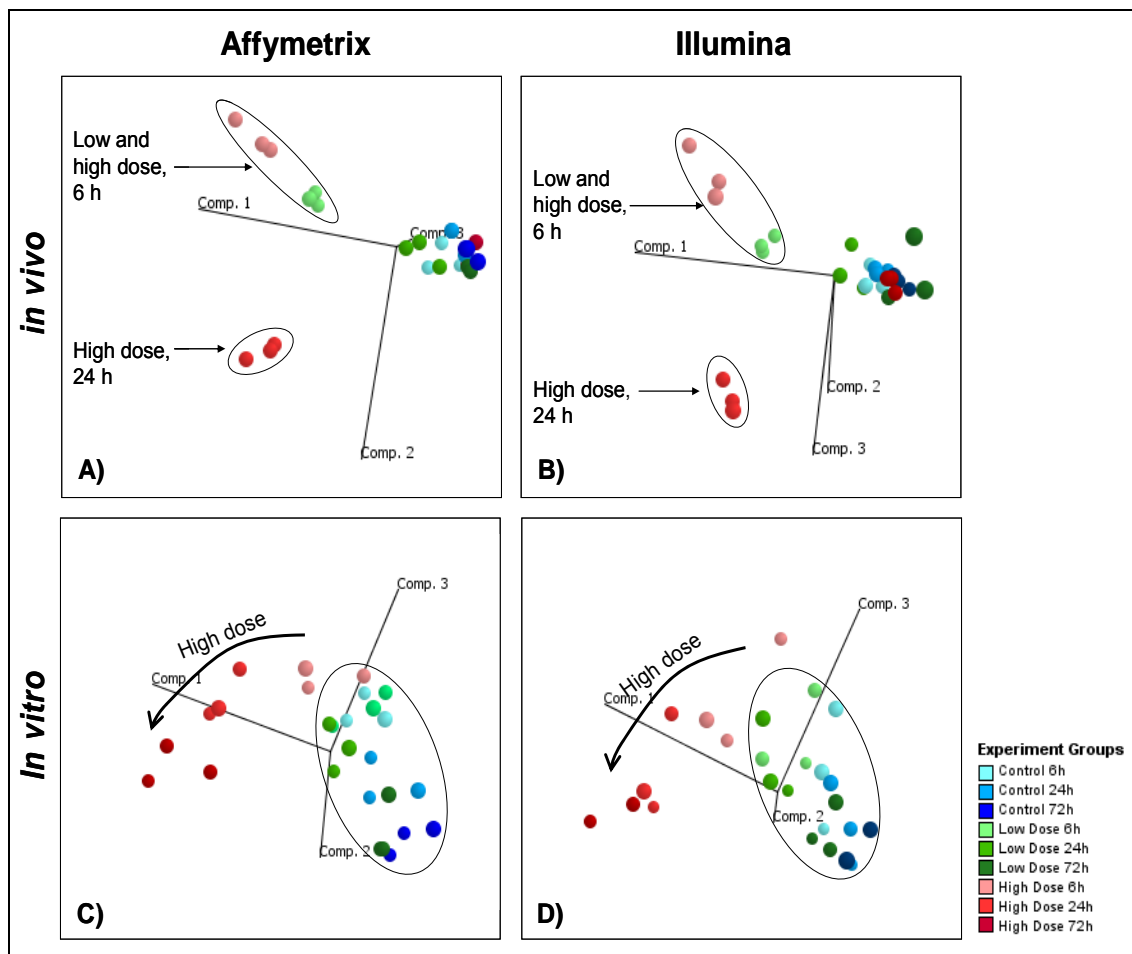 Affymetrix
Illumina
in vivo
Low and
high dose,
6 h
Comp. 1
Comp. 3
High dose,
24 h
Comp. 2
A)
Low and
high dose,
6 h
Comp. 1
High dose,
24 h
Comp. 2
Comp. 3
B)
In vitro
High dose
Comp. 1
Comp. 3
Comp. 2
C)
High dose
Comp. 1
Comp. 3
Comp. 2
D)
Experiment Groups
Control 6h
Control 24h
Control 72h
Low Dose 6h
Low Dose 24h
Low Dose 72h
High Dose 6h
High Dose 24h
High Dose 72h